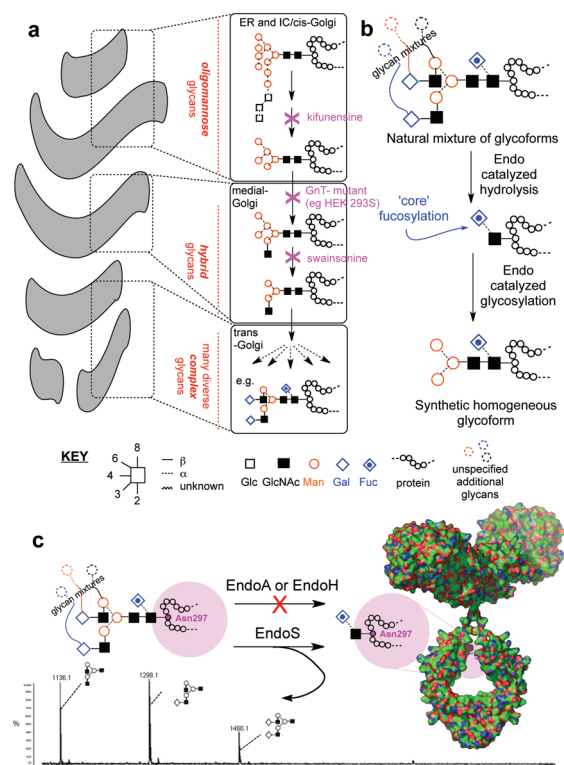 a
oligomannose
glycans
hybrid
glycans
many diverse
complex
glycans
ER and IC/cis-Golgi
kifunensine
medial-
Golgi
GnT- mutant
(eg HEK 293S)
swainsonine
trans
-Golgi
e.g.
b
glycan mixtures
Natural mixture of glycoforms
Endo
catalyzed
hydrolysis
'core'
fucosylation
Endo
catalyzed
glycosylation
Synthetic homogeneous
glycoform
KEY
8
6
4
3
2
β
α
unknown
Glc
GlcNAc
Man
Gal
Fuc
protein
unspecified
additional
glycans
c
glycan mixtures
Asn297
EndoA or EndoH
EndoS
Asn297
1136.1
1298.1
1460.1
%